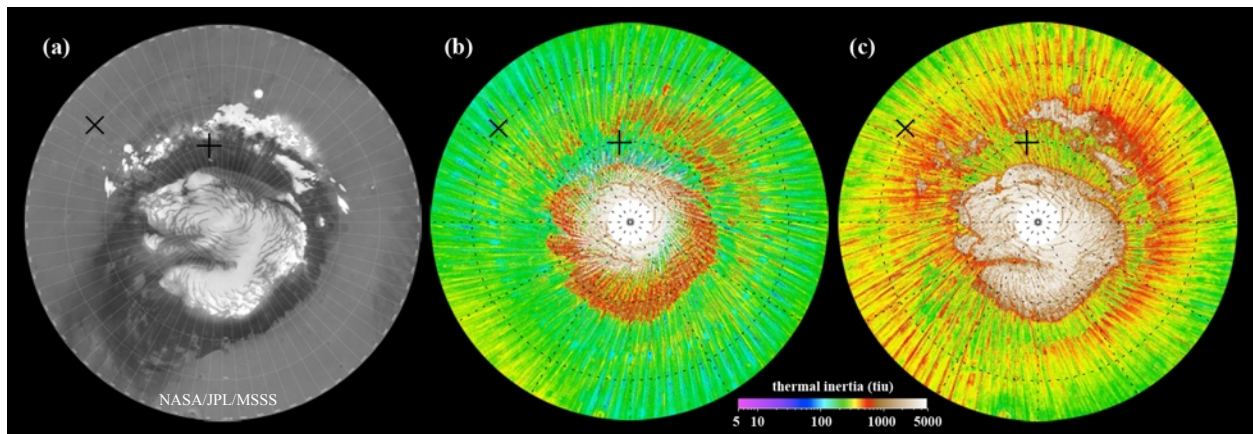 (a)
(b)
(c)
NASA/JPL/MSSS
thermal inertia (tiu)
5 10 100 1000 5000